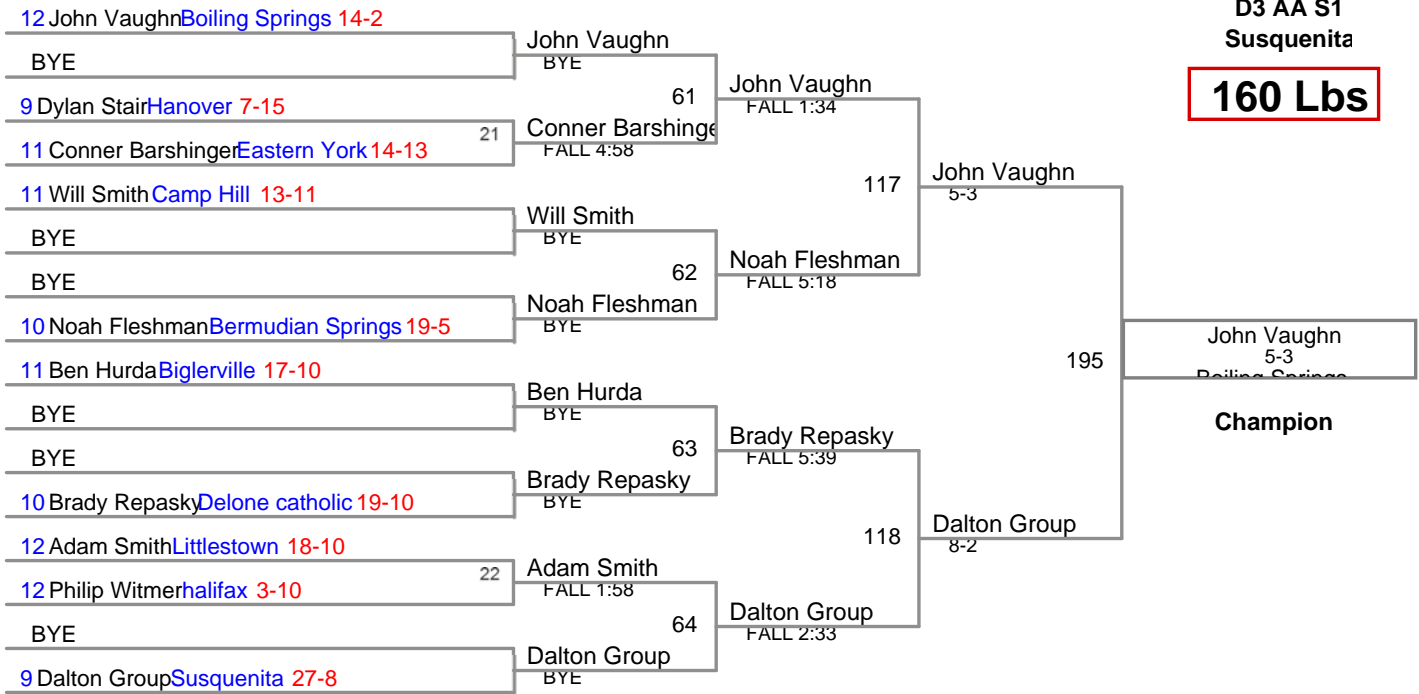 D3 AA S1
Susquenita
160 Lbs
12 John Vaughn Boiling Springs 14-2
BYE
9 Dylan Stair Hanover 7-15
11 Conner Barshinger Eastern York 14-13
11 Will Smith Camp Hill 13-11
BYE
BYE
10 Noah Fleshman Bermudian Springs 19-5
11 Ben Hurda Biglerville 17-10
BYE
BYE
10 Brady Repasky Delone catholic 19-10
12 Adam Smith Littlestown 18-10
12 Philip Witmer halifax 3-10
BYE
9 Dalton Group Susquenita 27-8
21
22
John Vaughn
BYE
Conner Barshinge
FALL 4:58
Will Smith
BYE
Noah Fleshman
BYE
Ben Hurda
BYE
Brady Repasky
BYE
Adam Smith
FALL 1:58
Dalton Group
BYE
61
62
63
64
John Vaughn
FALL 1:34
Noah Fleshman
FALL 5:18
Brady Repasky
FALL 5:39
Dalton Group
FALL 2:33
117
118
John Vaughn
5-3
Dalton Group
8-2
195
John Vaughn
5-3
Boiling Springs
Champion